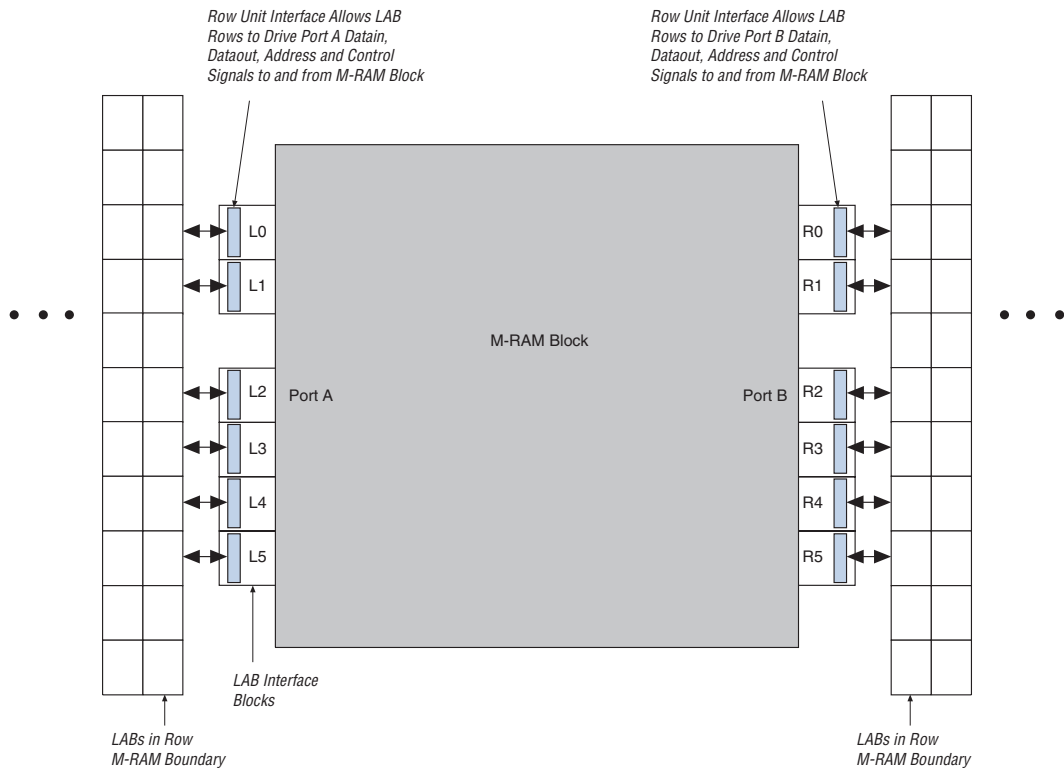 Row Unit Interface Allows LAB
Rows to Drive Port A Datain,
Dataout, Address and Control
Signals to and from M-RAM Block
Row Unit Interface Allows LAB
Rows to Drive Port B Datain,
Dataout, Address and Control
Signals to and from M-RAM Block
L0
R0
L1
R1
M-RAM Block
L2
Port A
Port B
R2
L3
R3
L4
R4
L5
R5
LAB Interface
Blocks
LABs in Row
M-RAM Boundary
LABs in Row
M-RAM Boundary